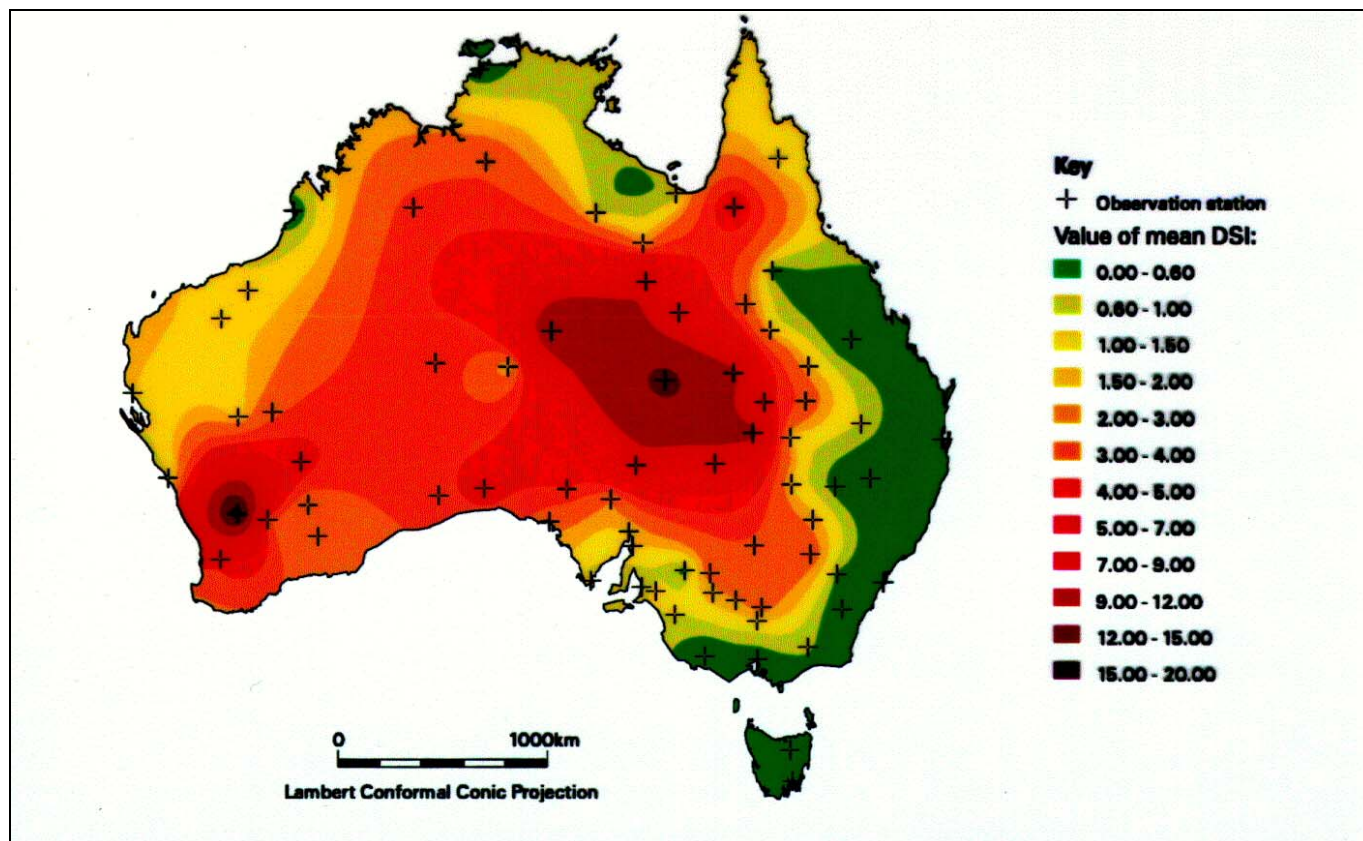 Key
Observation station
Value of mean DSI:
0.00 - 0.60
0.60 - 1.00
1.00 - 1.50
1.50 - 2.00
2.00 - 3.00
3.00 - 4.00
4.00 - 5.00
5.00 - 7.00
7.00 - 9.00
9.00 - 12.00
12.00 - 15.00
15.00 - 20.00
0 1000km
Lambert Conformal Conic Projection